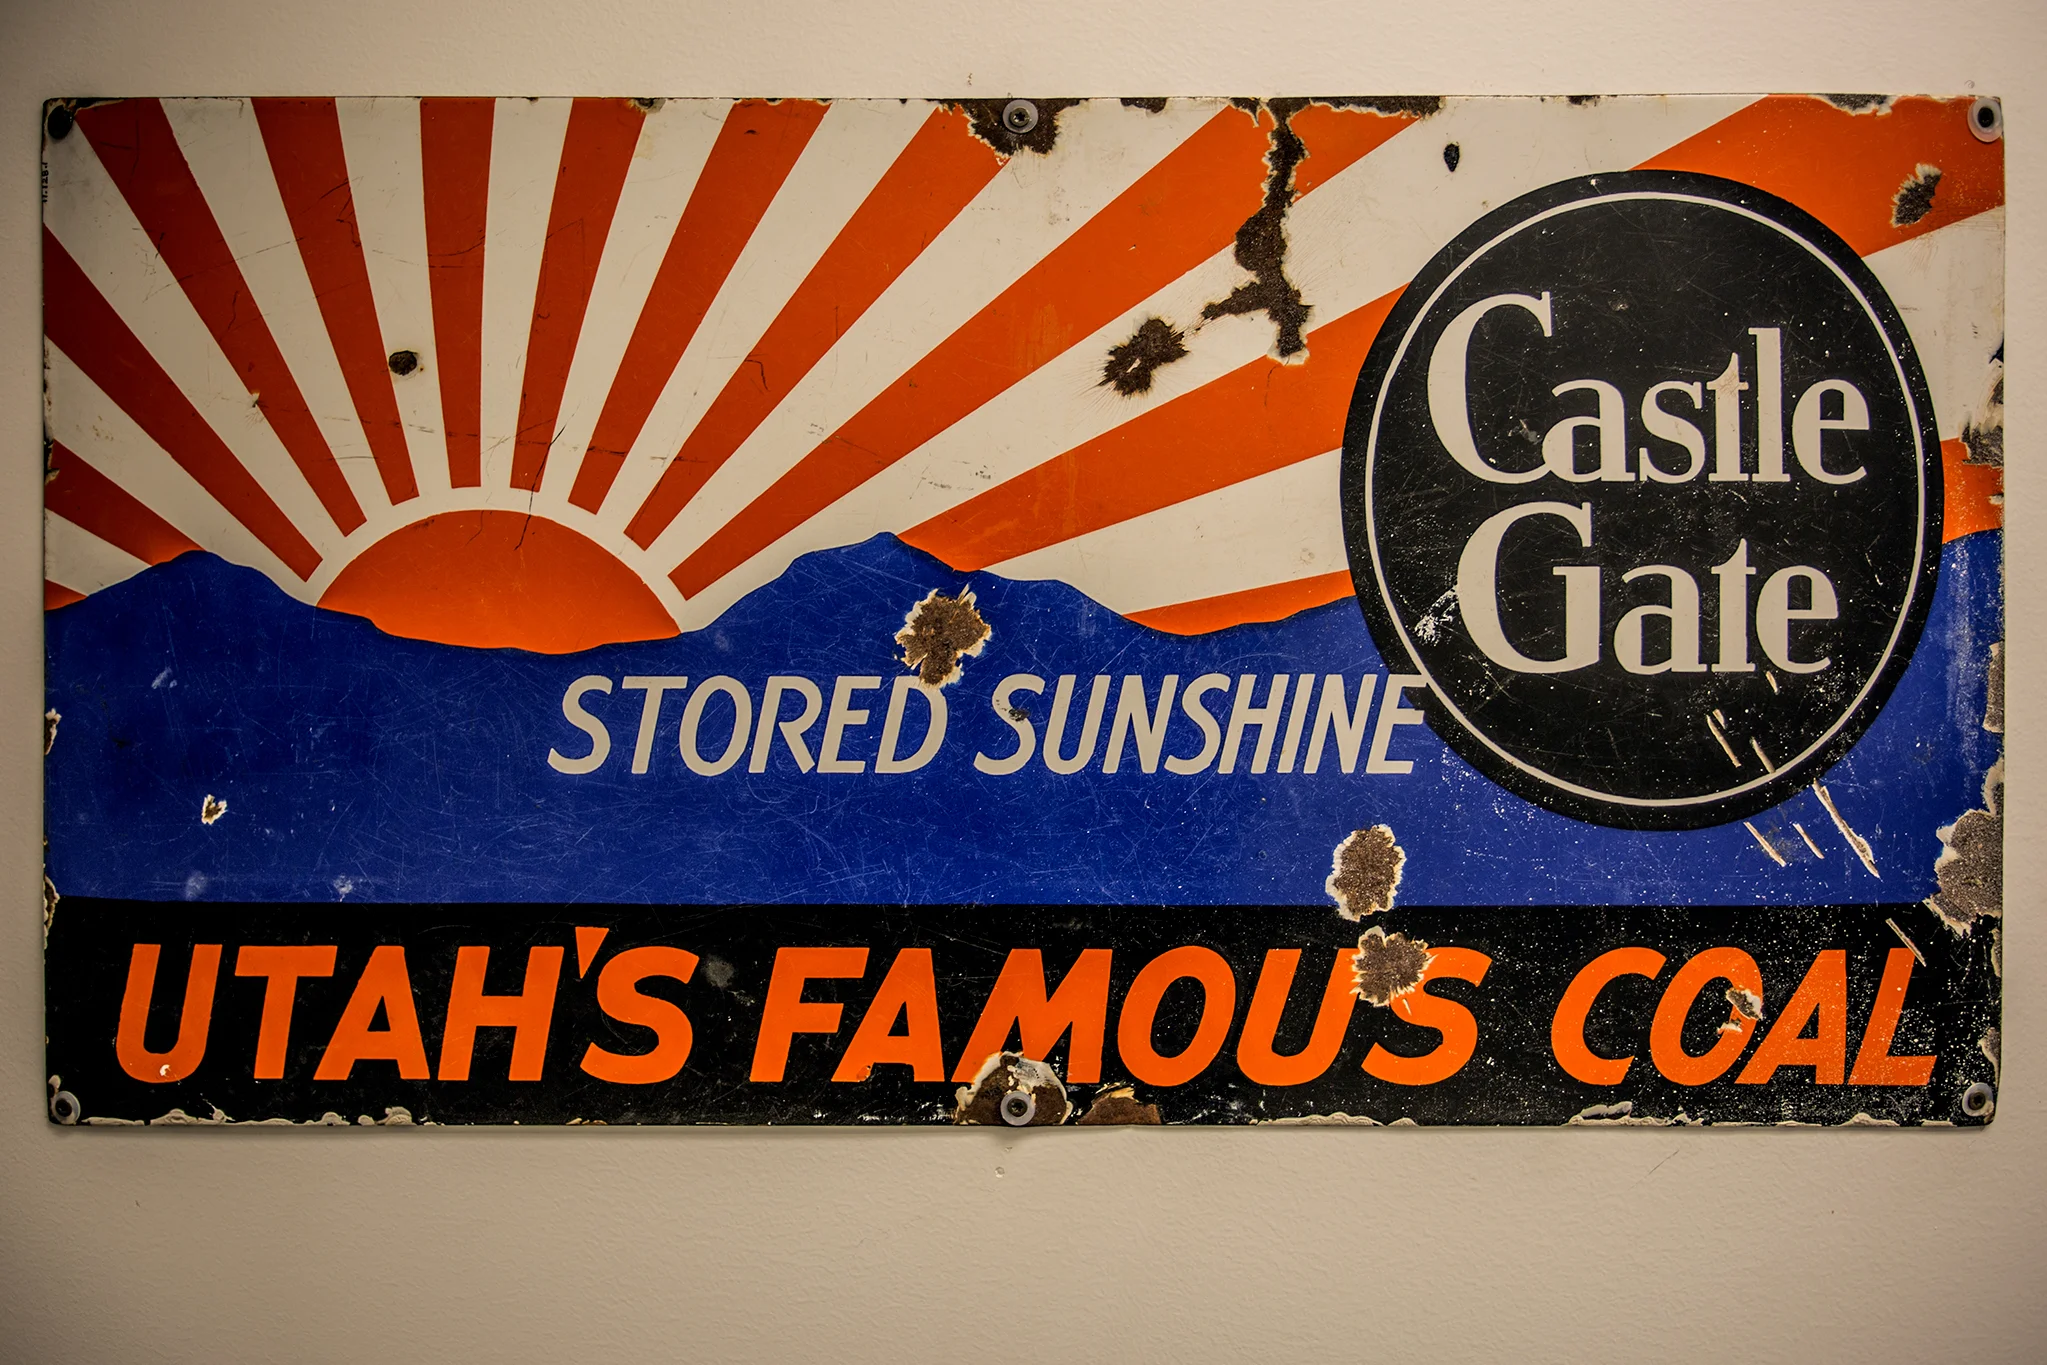 Castle
Gate
STORED SUNSHINE
UTAH'S FAMOUS COAL